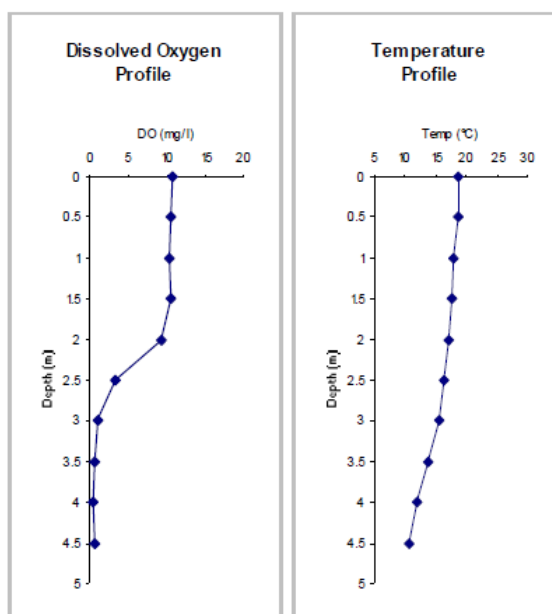 Dissolved Oxygen
Profile
DO (mg/l)
0 5 10 15 20
0
0.5
1
1.5
2
2.5
3
3.5
4
4.5
5
Depth (m)
Temperature
Profile
Temp (°C)
5 10 15 20 25 30
0
0.5
1
1.5
2
2.5
3
3.5
4
4.5
5
Depth (m)